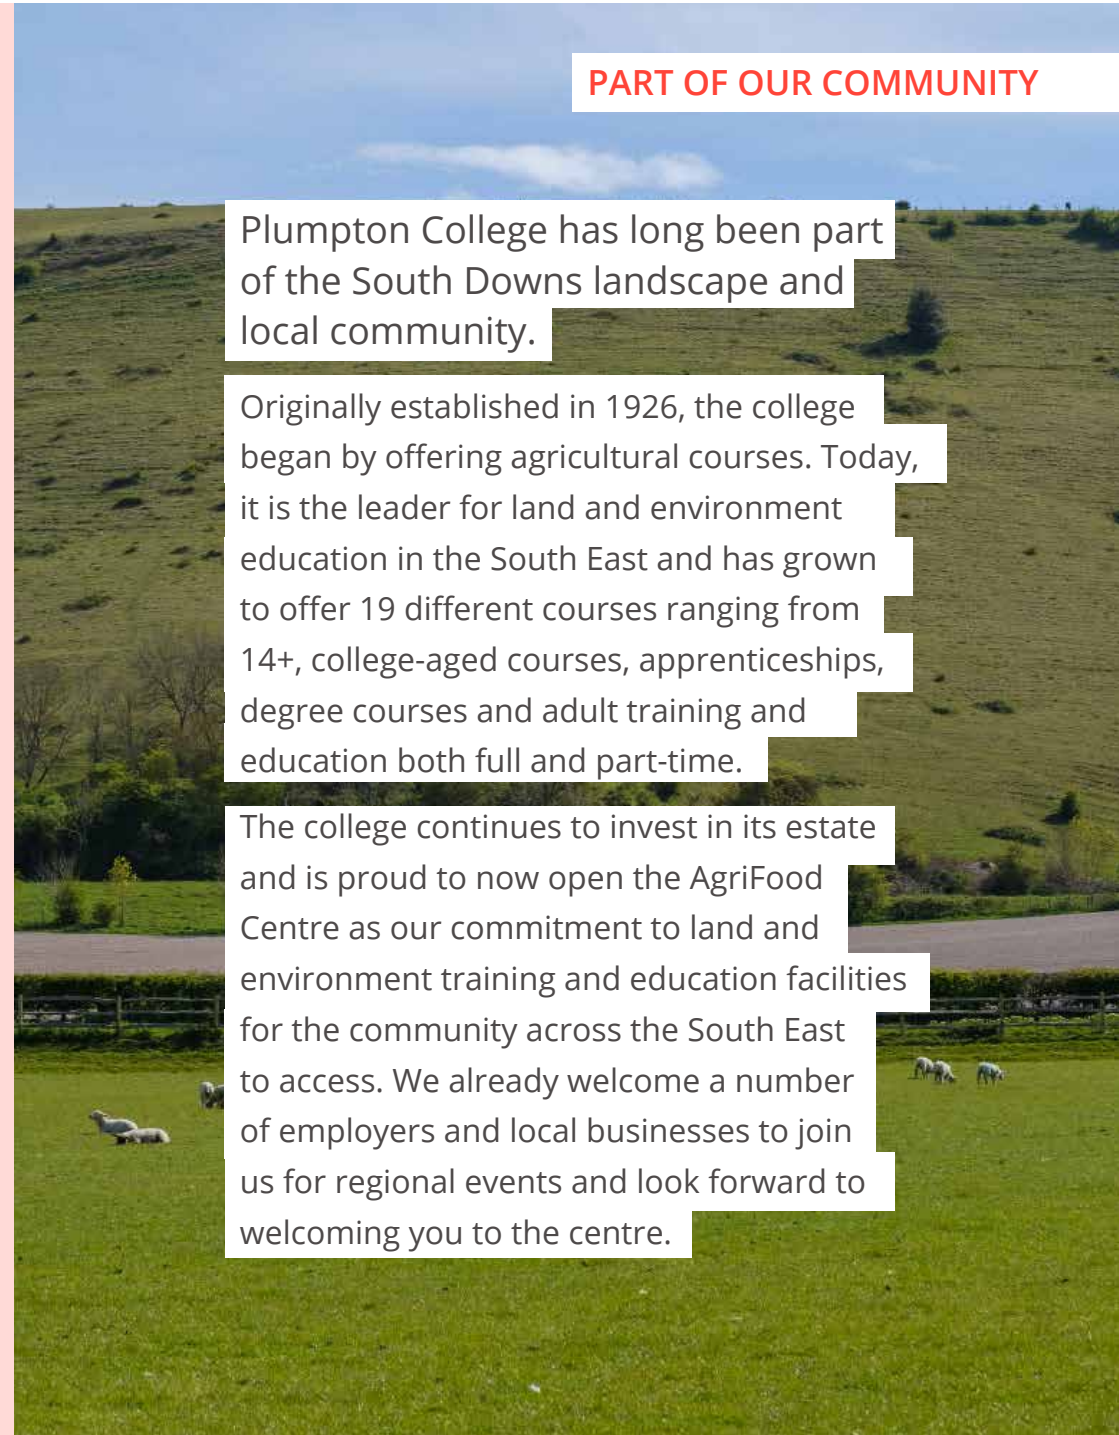 PART OF OUR COMMUNITY
Plumpton College has long been part
of the South Downs landscape and
local community.
Originally established in 1926, the college
began by offering agricultural courses. Today,
it is the leader for land and environment
education in the South East and has grown
to offer 19 different courses ranging from
14+, college-aged courses, apprenticeships,
degree courses and adult training and
education both full and part-time.
The college continues to invest in its estate
and is proud to now open the AgriFood
Centre as our commitment to land and
environment training and education facilities
for the community across the South East
to access. We already welcome a number
of employers and local businesses to join
us for regional events and look forward to
welcoming you to the centre.